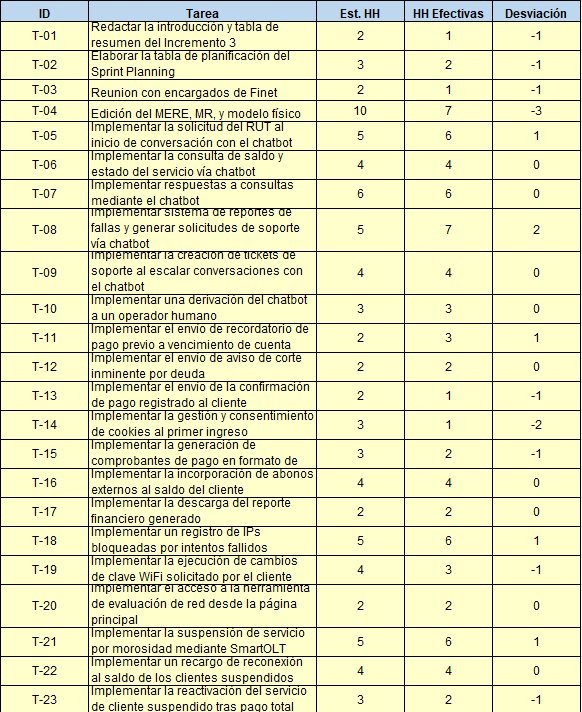 ID Tarea Est. HH HH Efectivas Desviación
T-01 Redactar la introducción y tabla de
resumen del Incremento 3 2 1 -1
T-02 Elaborar la tabla de planificación del
Sprint Planning 3 2 -1
T-03 Reunion con encargados de Finet 2 1 -1
T-04 Edición del MERE, MR, y modelo físico 10 7 -3
T-05 Implementar la solicitud del RUT al
inicio de conversación con el chatbot 5 6 1
T-06 Implementar la consulta de saldo y
estado del servicio vía chatbot 4 4 0
T-07 Implementar respuestas a consultas
mediante el chatbot 6 6 0
T-08 Implementar sistema de reportes de
fallas y generar solicitudes de soporte
vía chatbot 5 7 2
T-09 Implementar la creación de tickets de
soporte al escalar conversaciones con
el chatbot 4 4 0
T-10 Implementar una derivación del chatbot
a un operador humano 3 3 0
T-11 Implementar el envío de recordatorio de
pago previo a vencimiento de cuenta 2 3 1
T-12 Implementar el envío de aviso de corte
inminente por deuda 2 2 0
T-13 Implementar el envío de la confirmación
de pago registrado al cliente 2 1 -1
T-14 Implementar la gestión y consentimiento
de cookies al primer ingreso 3 1 -2
T-15 Implementar la generación de
comprobantes de pago en formato de 3 2 -1
T-16 Implementar la incorporación de abonos
externos al saldo del cliente 4 4 0
T-17 Implementar la descarga del reporte
financiero generado 2 2 0
T-18 Implementar un registro de IPs
bloqueadas por intentos fallidos 5 6 1
T-19 Implementar la ejecución de cambios
de clave WiFi solicitado por el cliente 4 3 -1
T-20 Implementar el acceso a la herramienta
de evaluación de red desde la página
principal 2 2 0
T-21 Implementar la suspensión de servicio
por morosidad mediante SmartOLT 5 6 1
T-22 Implementar un recargo de reconexión
al saldo de los clientes suspendidos 4 4 0
T-23 Implementar la reactivación del servicio
de cliente suspendido tras pago total 3 2 -1